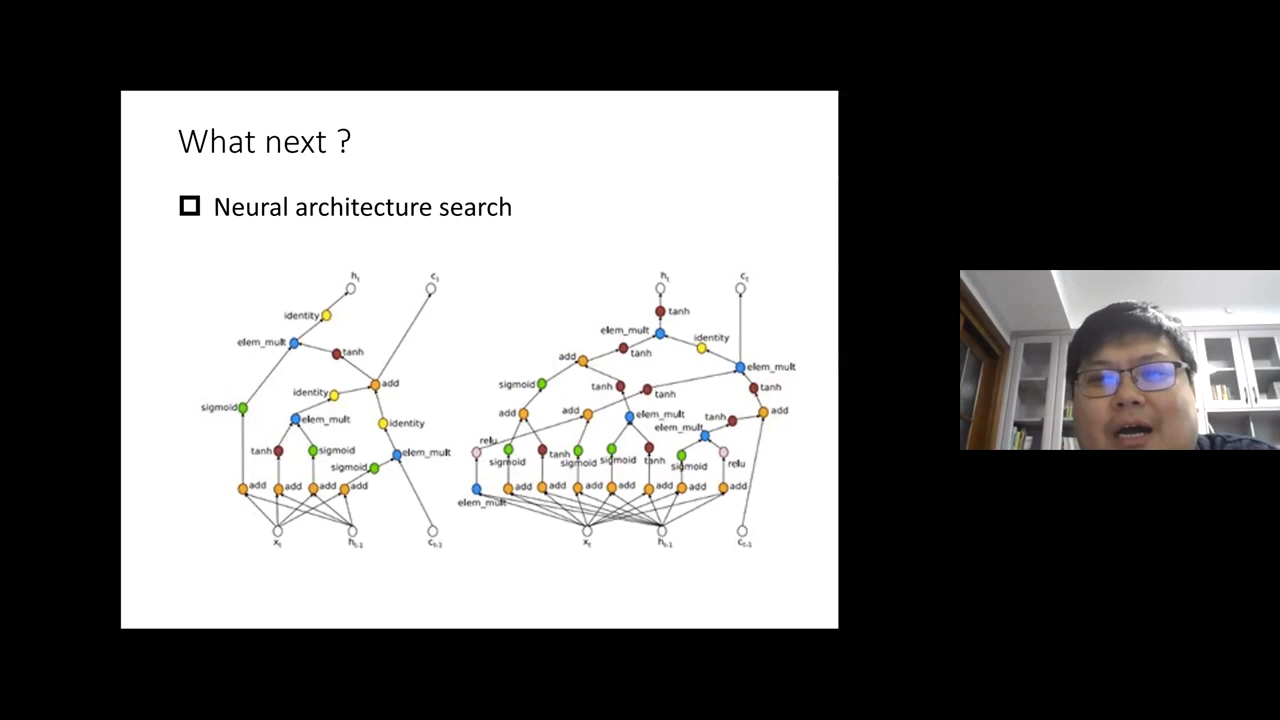 What next ?
Neural architecture search
h_t
c_t
identity
elem_mult
tanh
identity
add
sigmoid
elem_mult
identity
tanh
sigmoid
elem_mult
sigmoid
add
add
add
add
x_t
h_t-1
c_t-1
h_t
c_t
tanh
elem_mult
identity
add
tanh
elem_mult
sigmoid
tanh
tanh
tanh
add
add
elem_mult
tanh
add
elem_mult
relu
sigmoid
tanh
sigmoid
sigmoid
tanh
sigmoid
relu
elem_mult
add
add
add
add
add
add
add
x_t
h_t-1
c_t-1